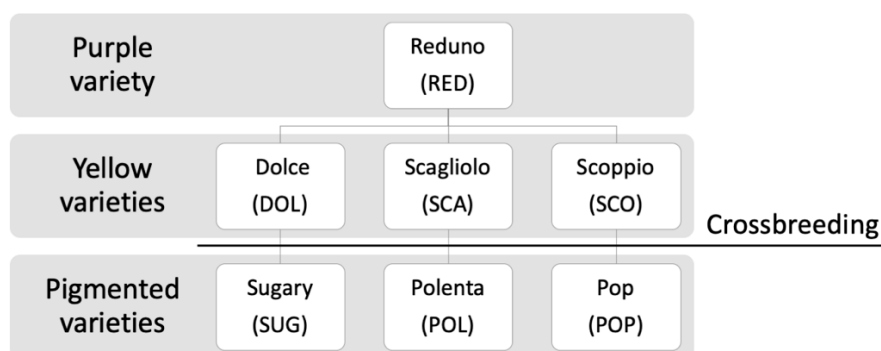 Purple
variety
Reduno
(RED)
Yellow
varieties
Dolce
(DOL)
Scagliolo
(SCA)
Scoppio
(SCO)
Crossbreeding
Pigmented
varieties
Sugary
(SUG)
Polenta
(POL)
Pop
(POP)